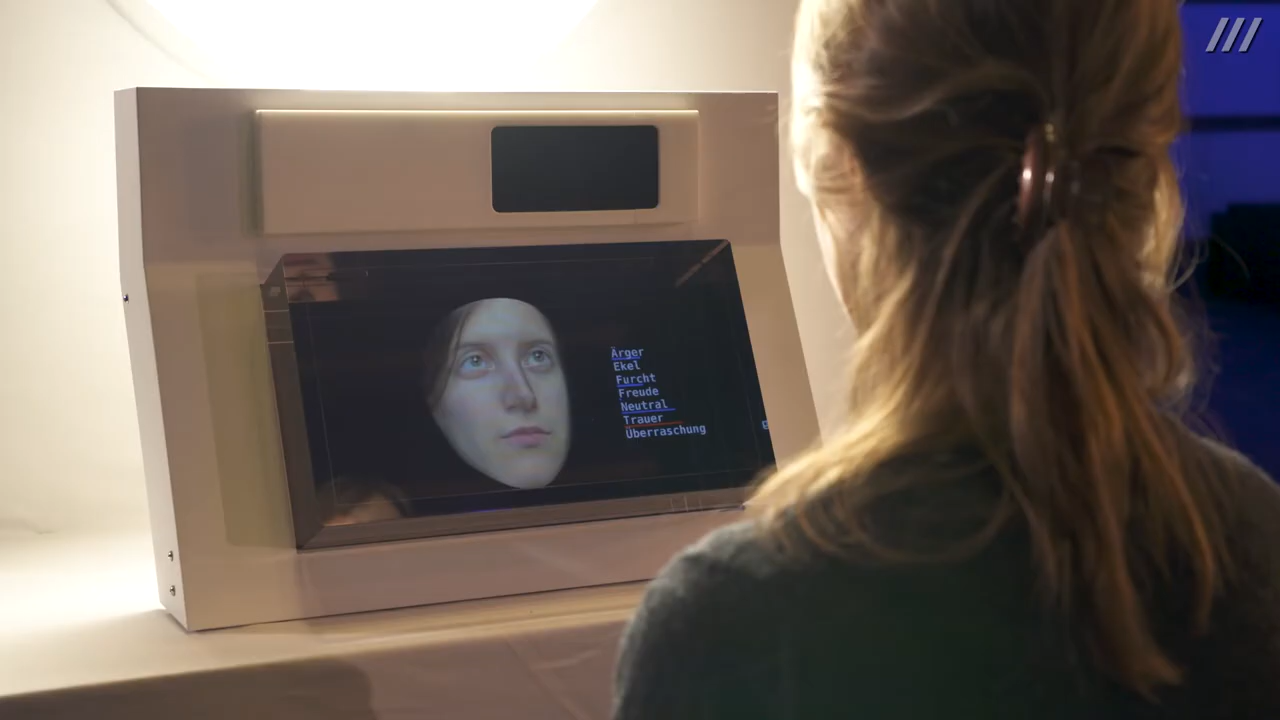 Ärger
Ekel
Furcht
Freude
Neutral
Trauer
Überraschung